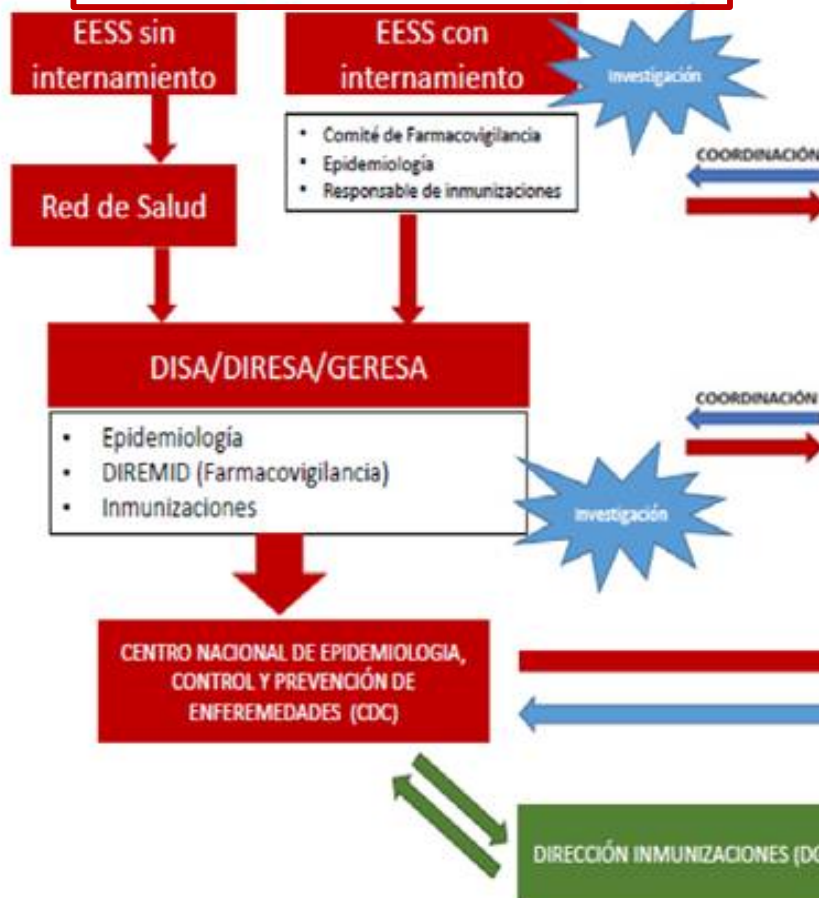 EESS sin
internamiento
EESS con
internamiento
Investigación
• Comité de Farmacovigilancia
• Epidemiología
• Responsable de inmunizaciones
COORDINACIÓN
Red de Salud
DISA/DIRESA/GERESA
• Epidemiología
• DIREMID (Farmacovigilancia)
• Inmunizaciones
COORDINACIÓN
Investigación
CENTRO NACIONAL DE EPIDEMIOLOGIA,
CONTROL Y PREVENCIÓN DE
ENFEREMEDADES (CDC)
DIRECCIÓN INMUNIZACIONES